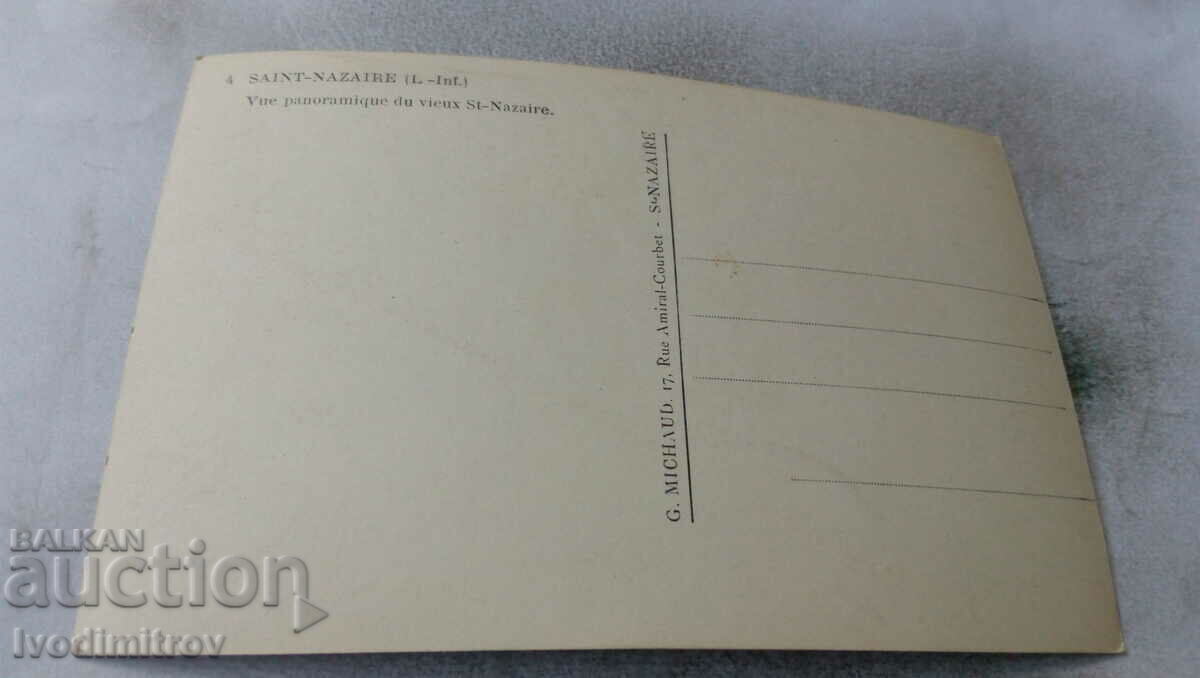 4 SAINT-NAZAIRE (L.-Inf.)
Vue panoramique du vieux St-Nazaire.
G. MICHAUD. 17, Rue Amiral-Courbet - St-NAZAIRE
BALKAN
auction
Ivodimitrov